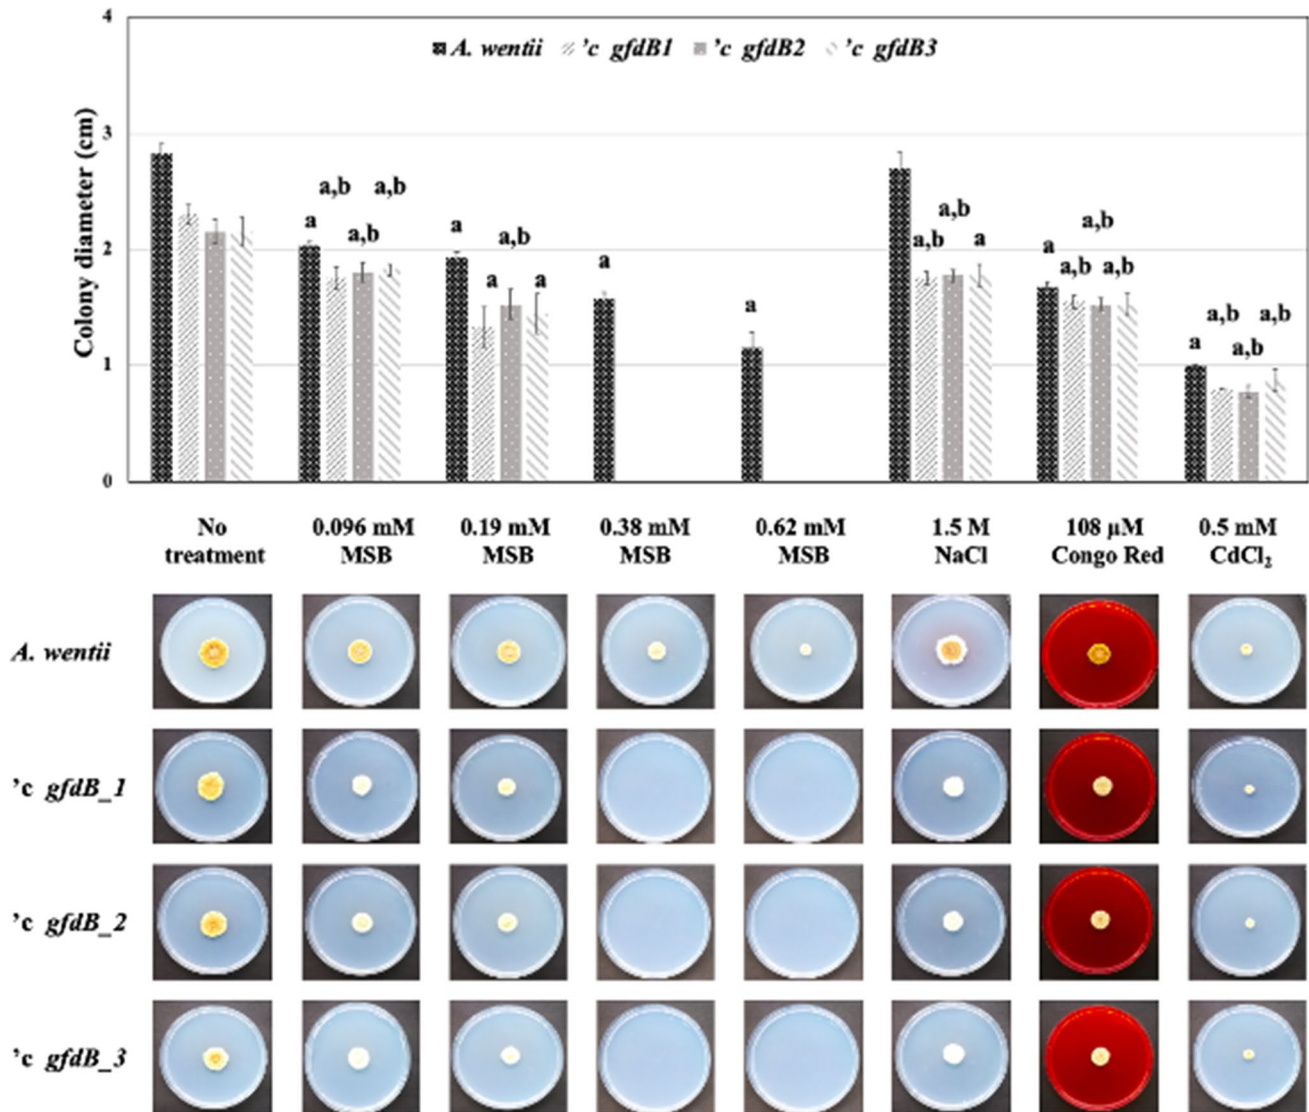 4
A. wentii 'c gfdB1 'c gfdB2 'c gfdB3
Colony diameter (cm)
3
a,b a,b
a a,b
a a,b
a a
a
a
a,b
a,b a
a,b
a
a,b a,b
a,b a,b
a a,b
2
1
0
No treatment
0.096 mM MSB
0.19 mM MSB
0.38 mM MSB
0.62 mM MSB
1.5 M NaCl
108 µM Congo Red
0.5 mM CdCl₂
A. wentii
'c gfdB_1
'c gfdB_2
'c gfdB_3